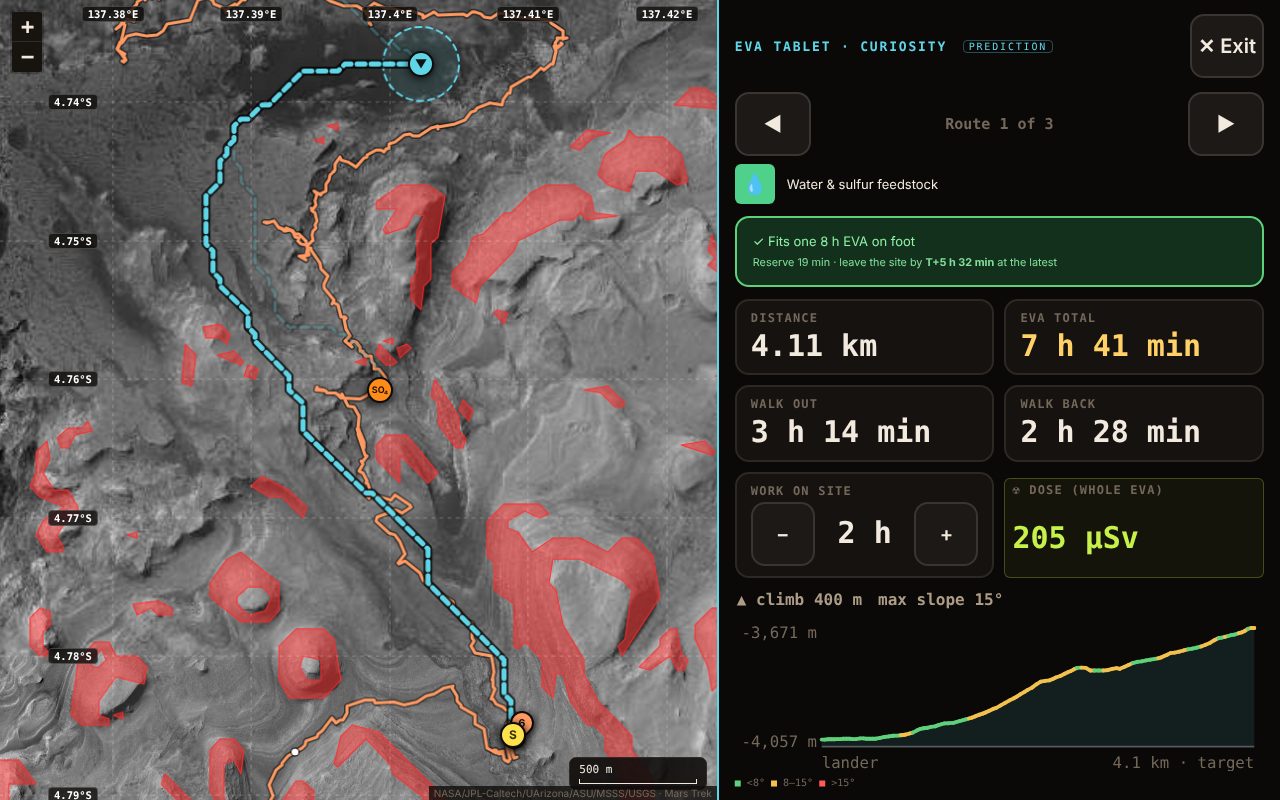 137.38°E
137.39°E
137.4°E
137.41°E
137.42°E
+
−
4.74°S
4.75°S
4.76°S
4.77°S
4.78°S
4.79°S
SO₄
6
S
500 m
NASA/JPL-Caltech/UArizona/ASU/MSSS/USGS · Mars Trek
EVA TABLET · CURIOSITY PREDICTION
✕ Exit
◀ Route 1 of 3 ▶
Water & sulfur feedstock
✓ Fits one 8 h EVA on foot
Reserve 19 min · leave the site by T+5 h 32 min at the latest
DISTANCE
4.11 km
EVA TOTAL
7 h 41 min
WALK OUT
3 h 14 min
WALK BACK
2 h 28 min
WORK ON SITE
− 2 h +
☢ DOSE (WHOLE EVA)
205 µSv
▲ climb 400 m max slope 15°
-3,671 m
-4,057 m
lander 4.1 km · target
<8° 8–15° >15°